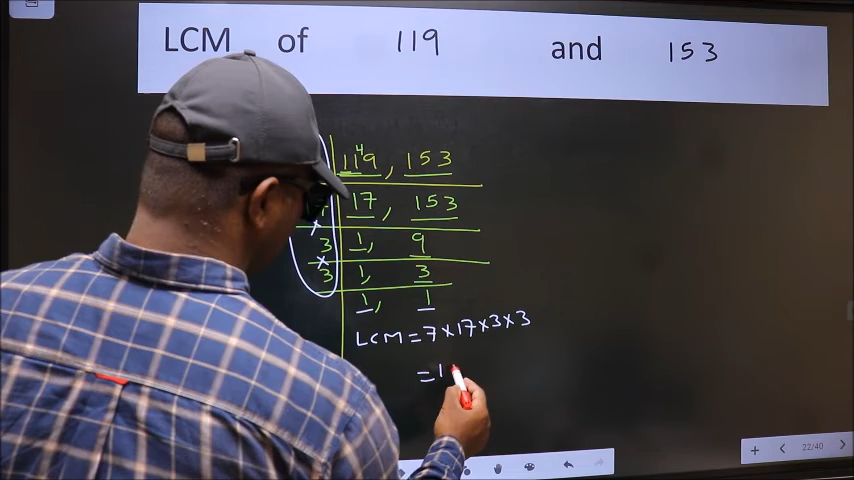 LCM of 119 and 153
11⁴9, 153
17, 153
3 1, 9
3 1, 3
1, 1
LCM = 7 x 17 x 3 x 3
= 1
22/40